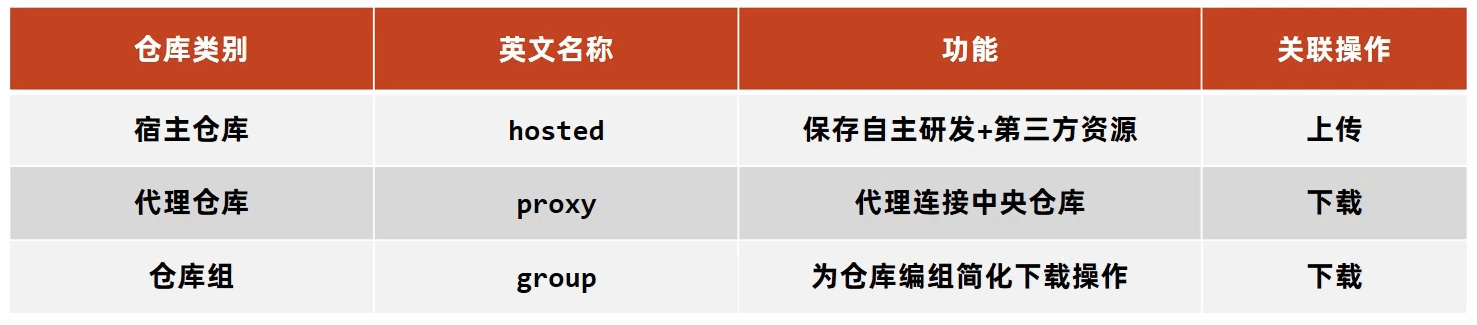 仓库类别 英文名称 功能 关联操作
宿主仓库 hosted 保存自主研发+第三方资源 上传
代理仓库 proxy 代理连接中央仓库 下载
仓库组 group 为仓库编组简化下载操作 下载